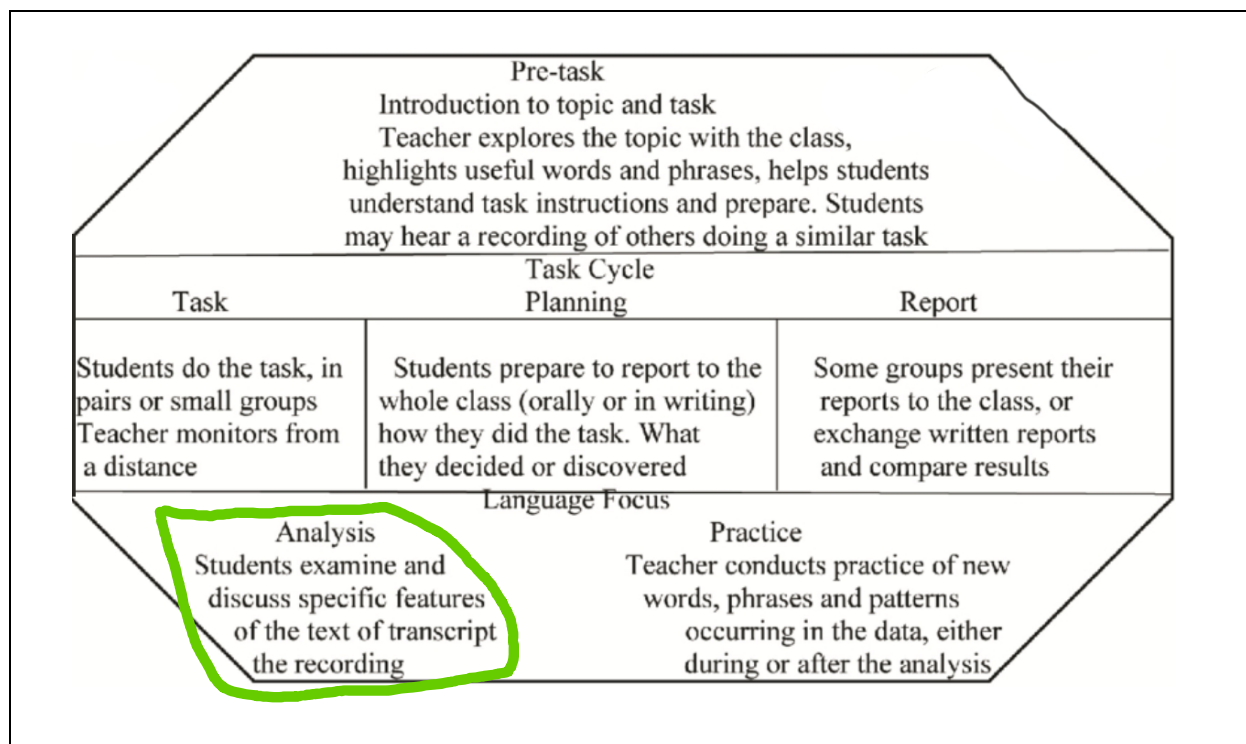 Pre-task
Introduction to topic and task
Teacher explores the topic with the class,
highlights useful words and phrases, helps students
understand task instructions and prepare. Students
may hear a recording of others doing a similar task
Task Cycle
Task
Planning
Report
Students do the task, in
pairs or small groups
Teacher monitors from
a distance
Students prepare to report to the
whole class (orally or in writing)
how they did the task. What
they decided or discovered
Some groups present their
reports to the class, or
exchange written reports
and compare results
Language Focus
Analysis
Students examine and
discuss specific features
of the text of transcript
the recording
Practice
Teacher conducts practice of new
words, phrases and patterns
occurring in the data, either
during or after the analysis